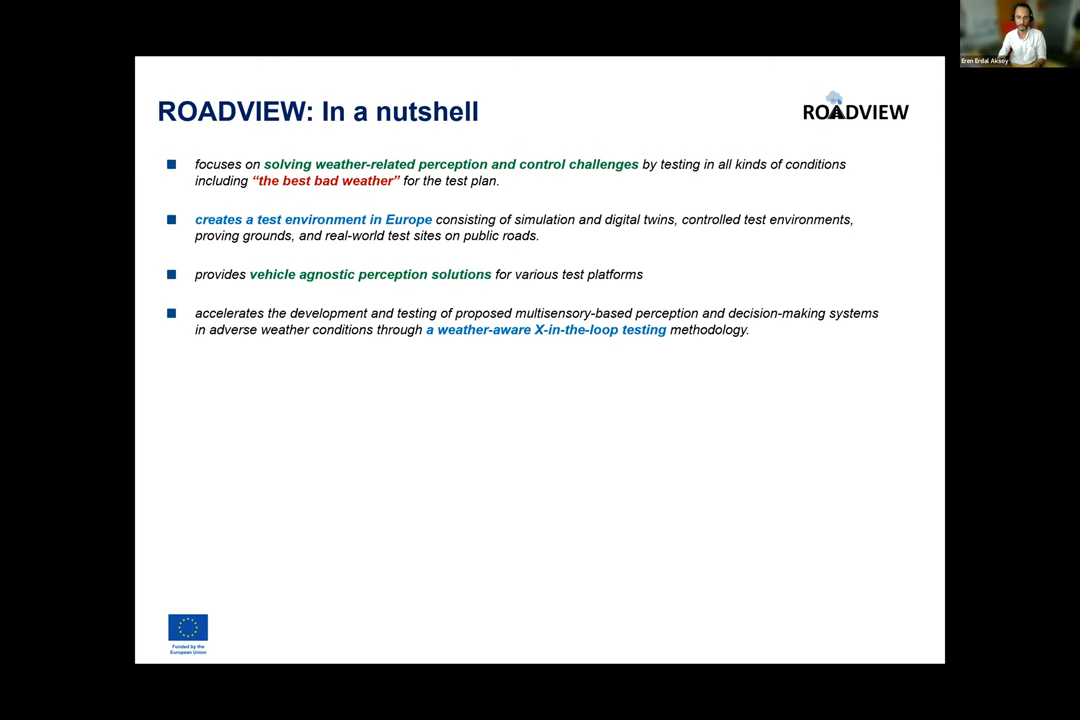 Eren Erdal Aksoy
ROADVIEW: In a nutshell
ROADVIEW
focuses on solving weather-related perception and control challenges by testing in all kinds of conditions
including “the best bad weather” for the test plan.
creates a test environment in Europe consisting of simulation and digital twins, controlled test environments,
proving grounds, and real-world test sites on public roads.
provides vehicle agnostic perception solutions for various test platforms
accelerates the development and testing of proposed multisensory-based perception and decision-making systems
in adverse weather conditions through a weather-aware X-in-the-loop testing methodology.
Funded by the
European Union